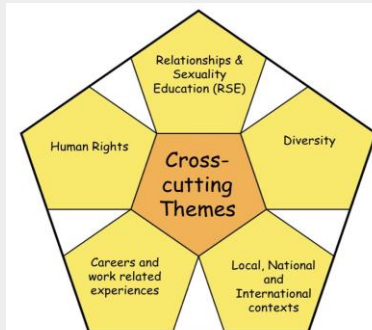 Relationships &
Sexuality
Education (RSE)
Human Rights
Diversity
Cross-
cutting
Themes
Careers and
work related
experiences
Local, National
and
International
contexts